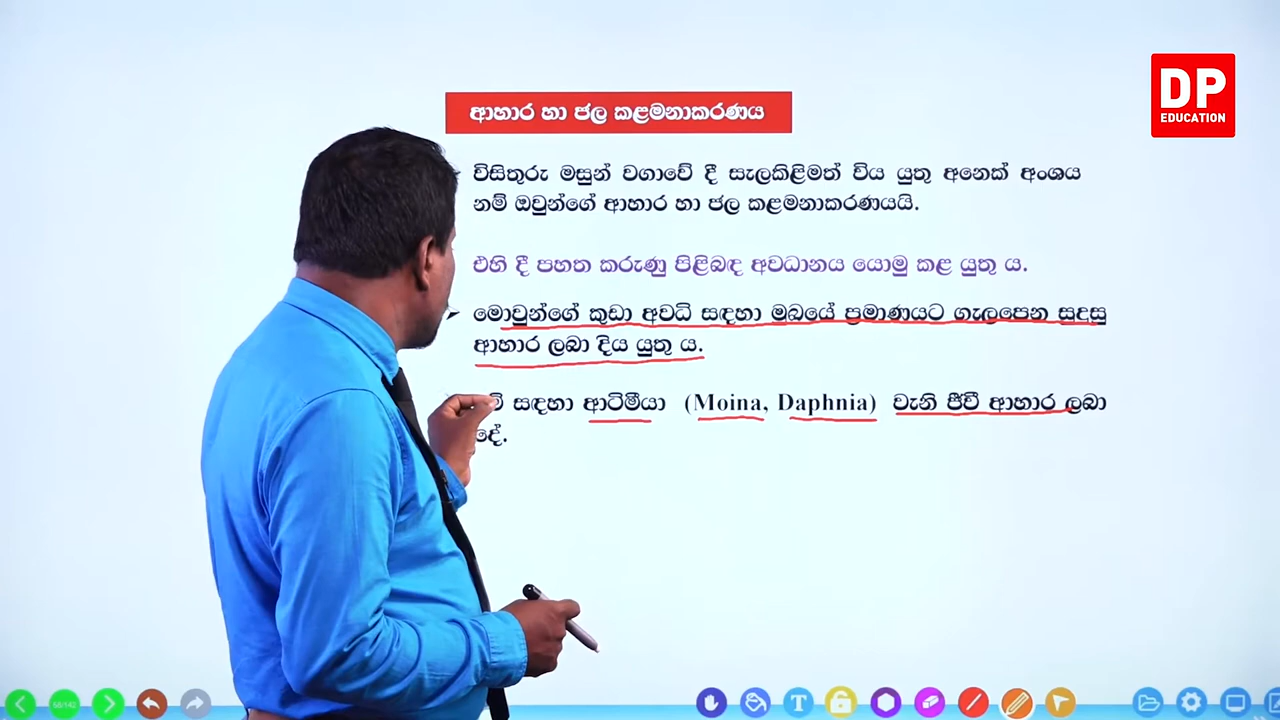 DP
EDUCATION
ආහාර හා ජල කළමනාකරණය
විසිතුරු මසුන් වගාවේ දී සැලකිළිමත් විය යුතු අනෙක් අංශය
නම් ඔවුන්ගේ ආහාර හා ජල කළමනාකරණයයි.
එහි දී පහත කරුණු පිළිබඳ අවධානය යොමු කළ යුතු ය.
මොවුන්ගේ කුඩා අවධි සඳහා මුඛයේ ප්‍රමාණයට ගැලපෙන සුදුසු
ආහාර ලබා දිය යුතු ය.
සඳහා ආටිමියා (Moina, Daphnia) වැනි ජීවී ආහාර ලබා
දේ.